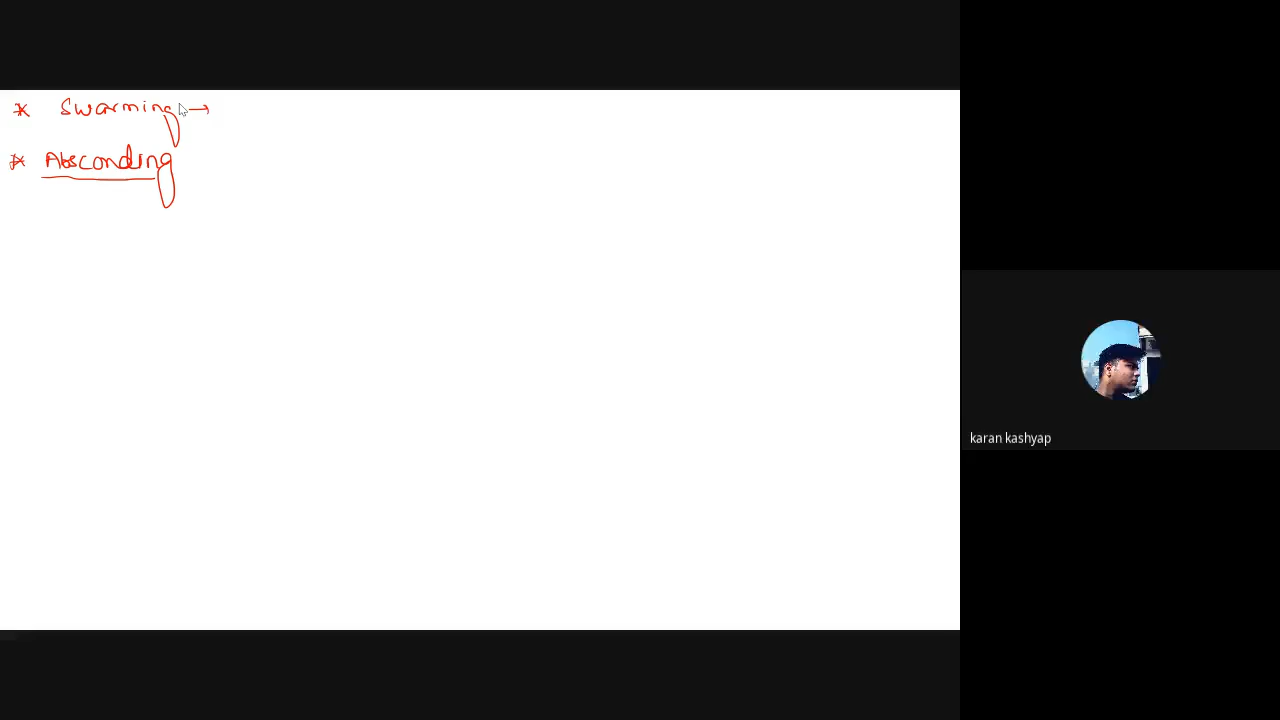 * Swarming →
* Absconding
karan kashyap